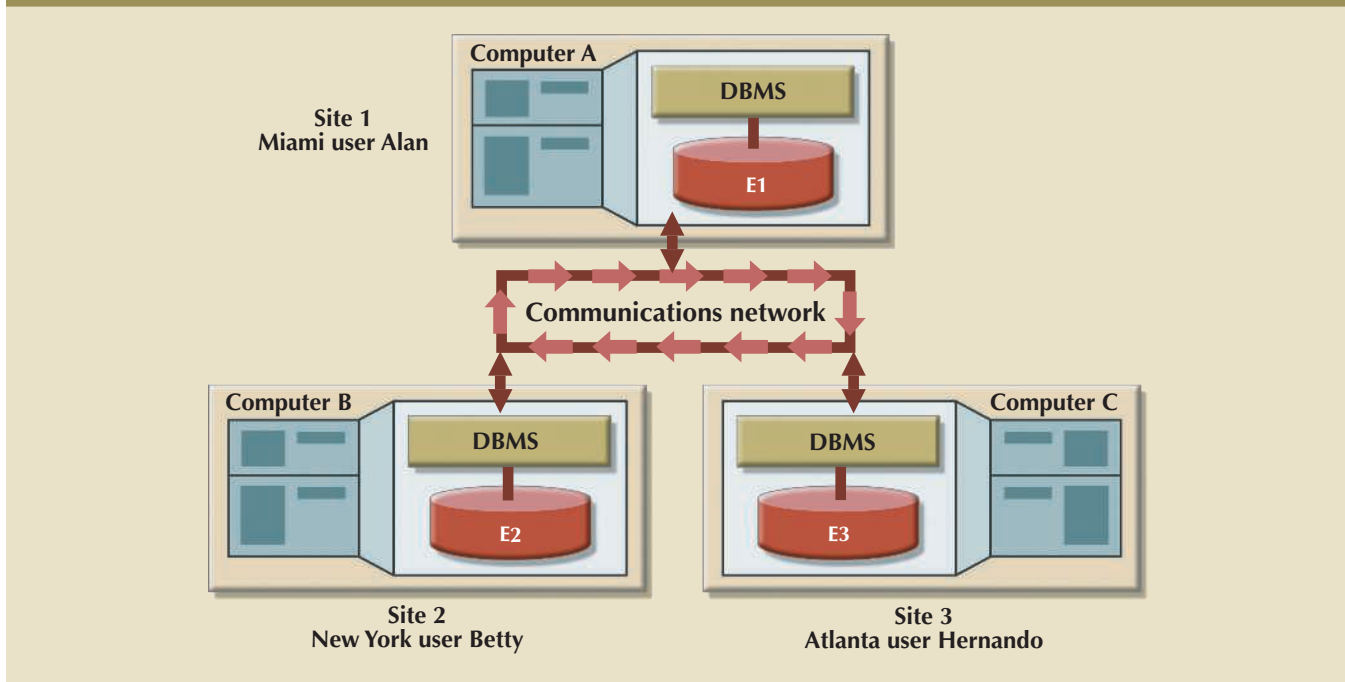 Computer A
DBMS
E1
Site 1
Miami user Alan
Communications network
Computer B
DBMS
E2
Computer C
DBMS
E3
Site 2
New York user Betty
Site 3
Atlanta user Hernando